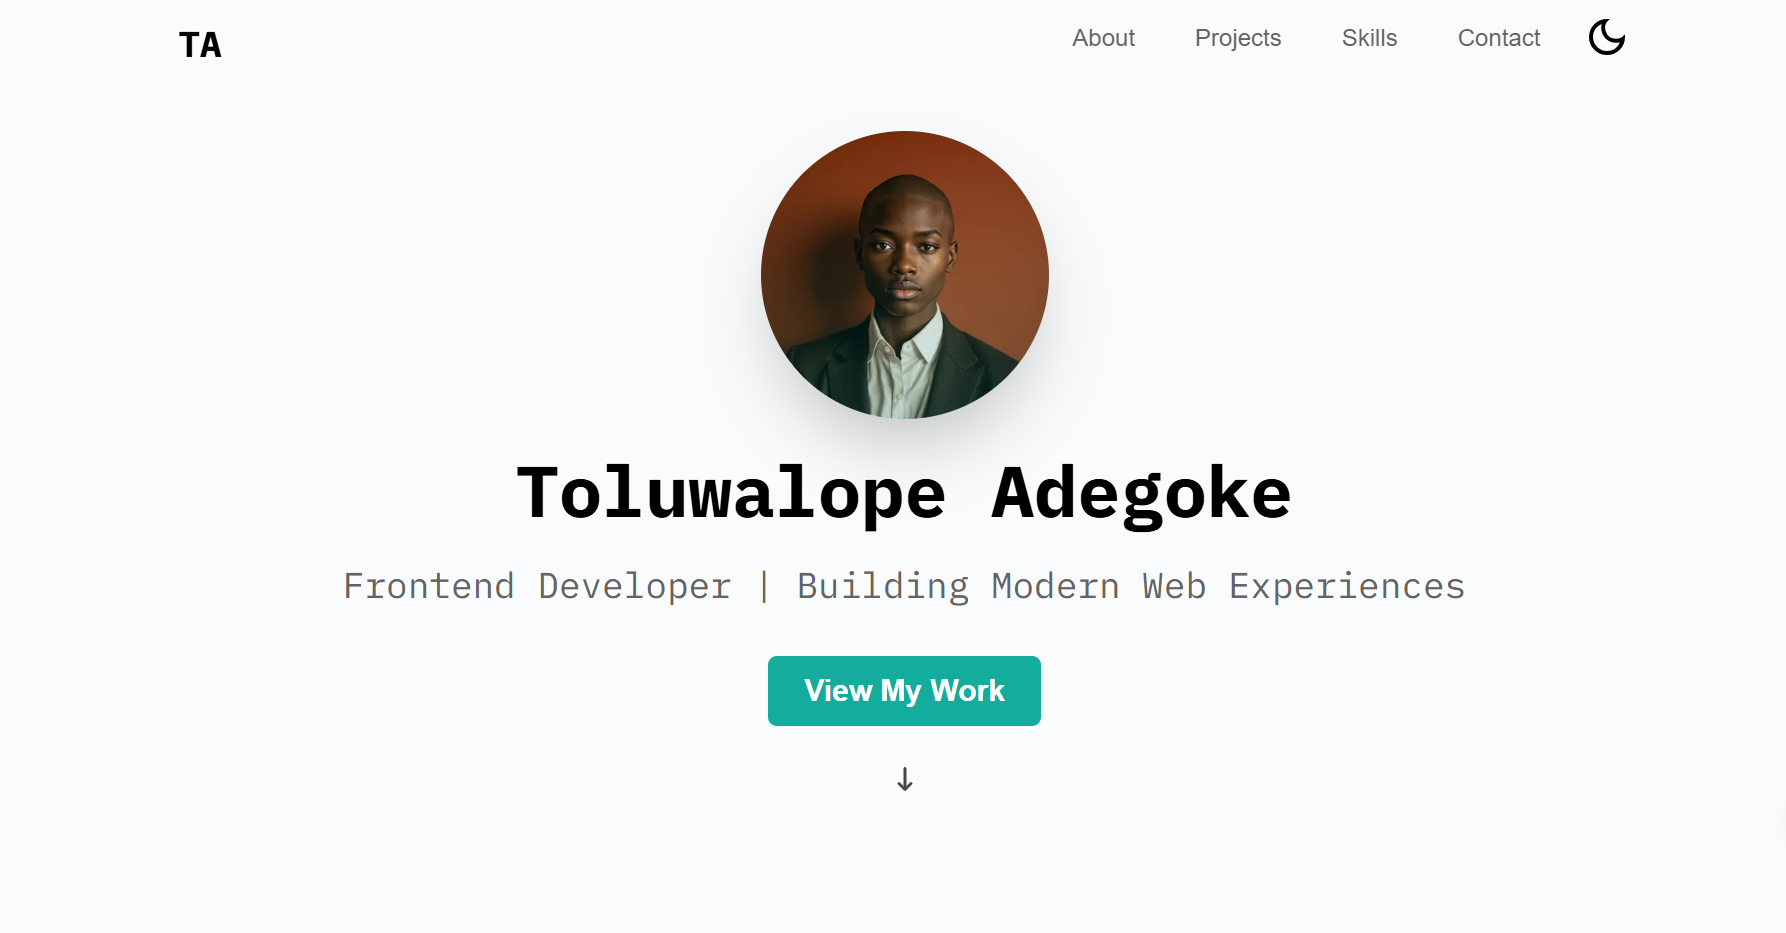 TA
About
Projects
Skills
Contact
Toluwalope Adegoke
Frontend Developer | Building Modern Web Experiences
View My Work